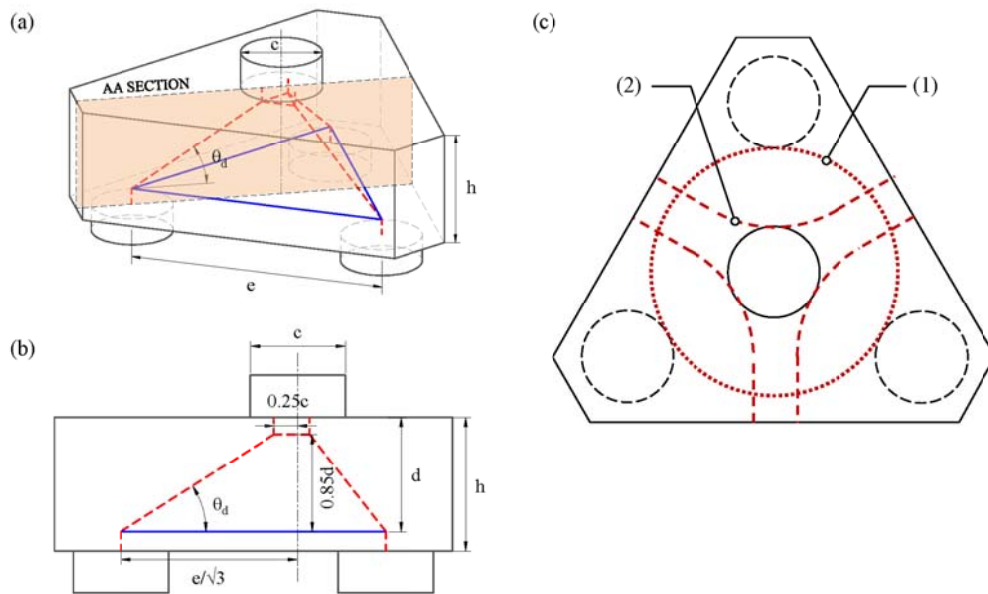 (a)
c
AA SECTION
θd
h
e
(b)
c
0.25c
0.85d
d
h
θd
e/√3
(c)
(2)
(1)